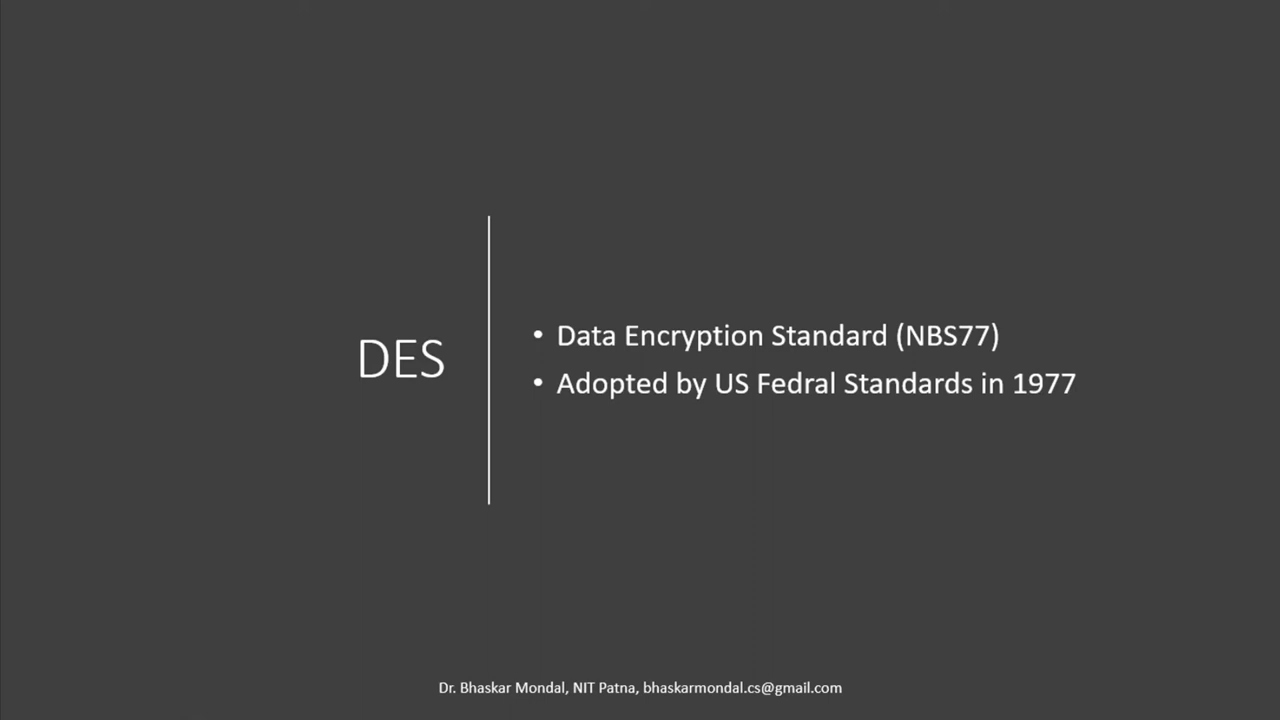 DES
• Data Encryption Standard (NBS77)
• Adopted by US Fedral Standards in 1977
Dr. Bhaskar Mondal, NIT Patna, bhaskarmondal.cs@gmail.com